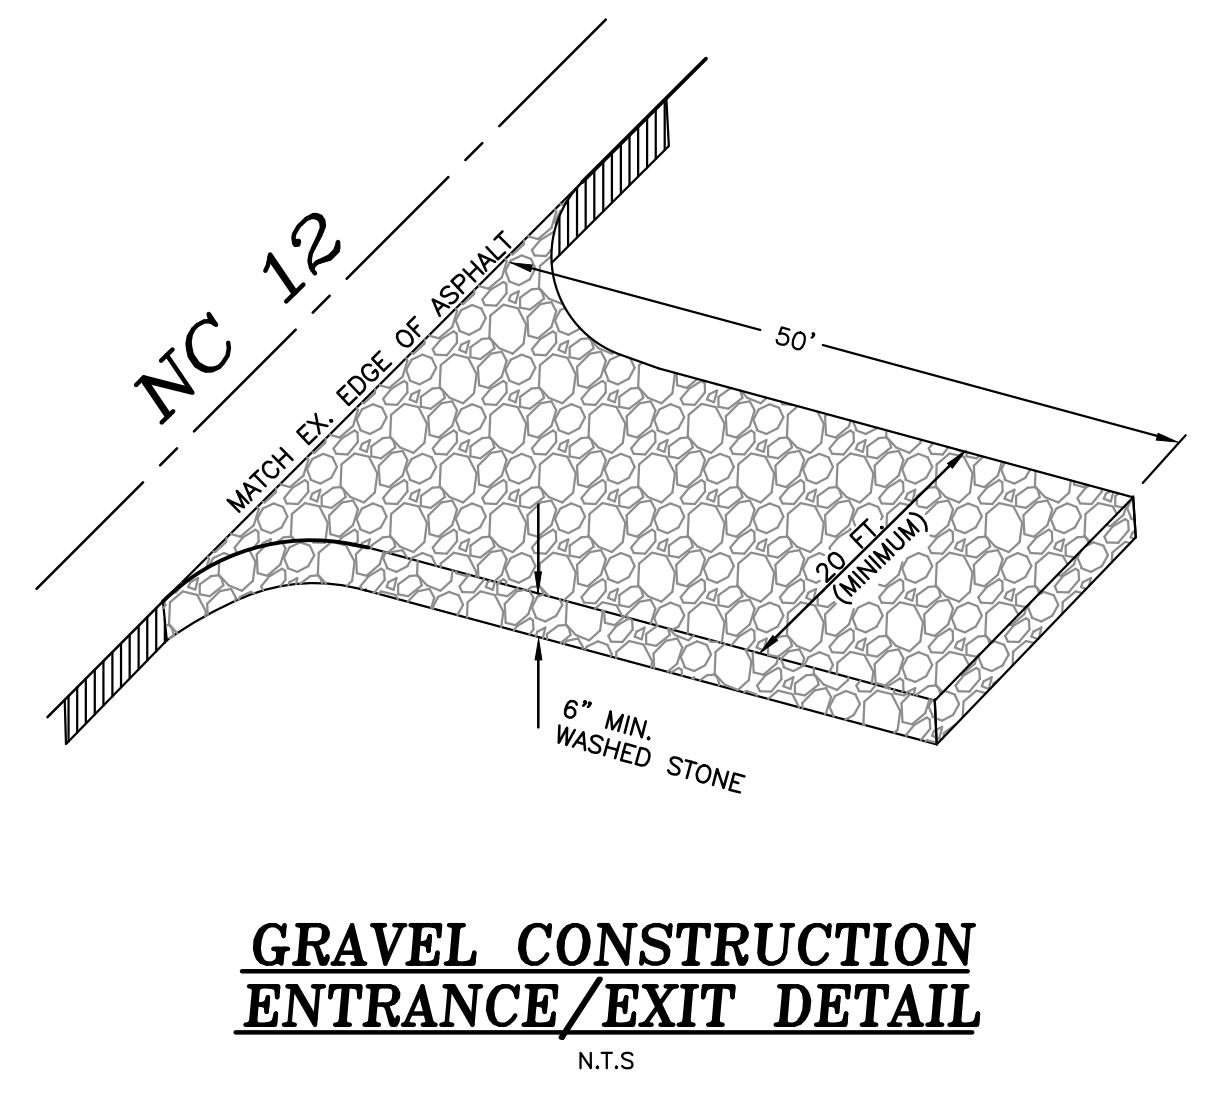 NC 12
MATCH EX. EDGE OF ASPHALT
50'
20 FT.
(MINIMUM)
6" MIN.
WASHED STONE
GRAVEL CONSTRUCTION
ENTRANCE/EXIT DETAIL
N.T.S